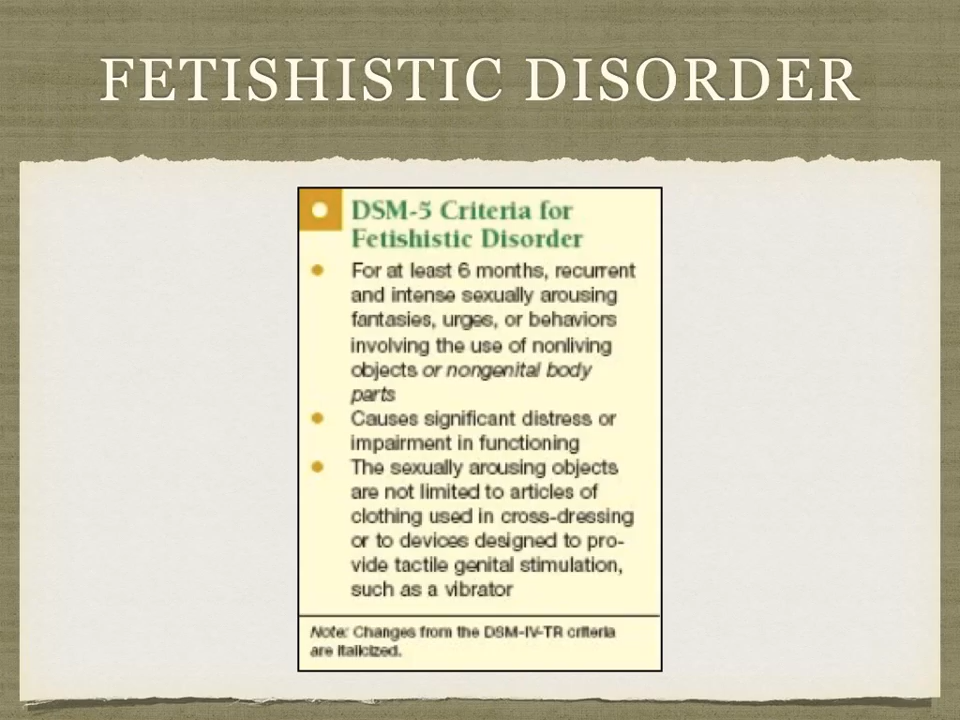 FETISHISTIC DISORDER
DSM-5 Criteria for
Fetishistic Disorder
For at least 6 months, recurrent
and intense sexually arousing
fantasies, urges, or behaviors
involving the use of nonliving
objects or nongenital body
parts
Causes significant distress or
impairment in functioning
The sexually arousing objects
are not limited to articles of
clothing used in cross-dressing
or to devices designed to pro-
vide tactile genital stimulation,
such as a vibrator
Note: Changes from the DSM-IV-TR criteria
are italicized.